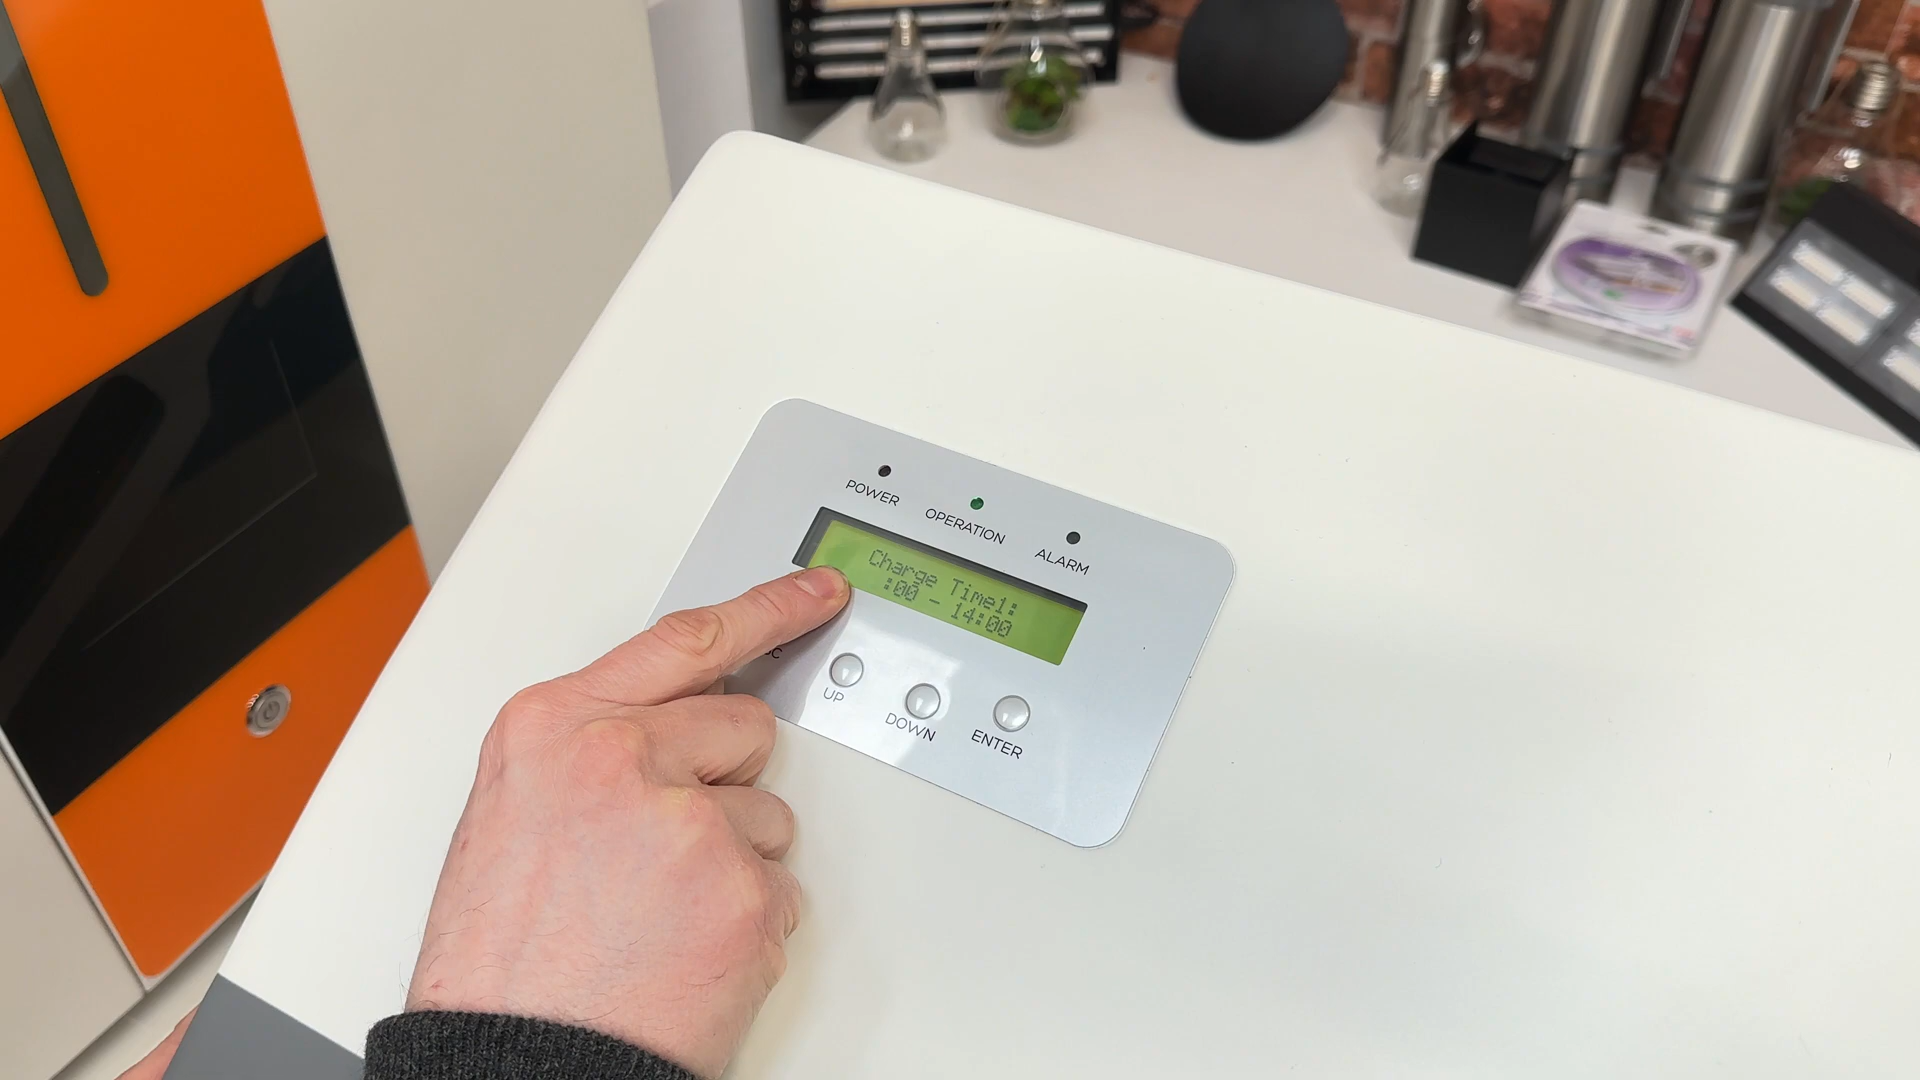 POWER
OPERATION
ALARM
Charge Time1:
:00 - 14:00
UP
DOWN
ENTER